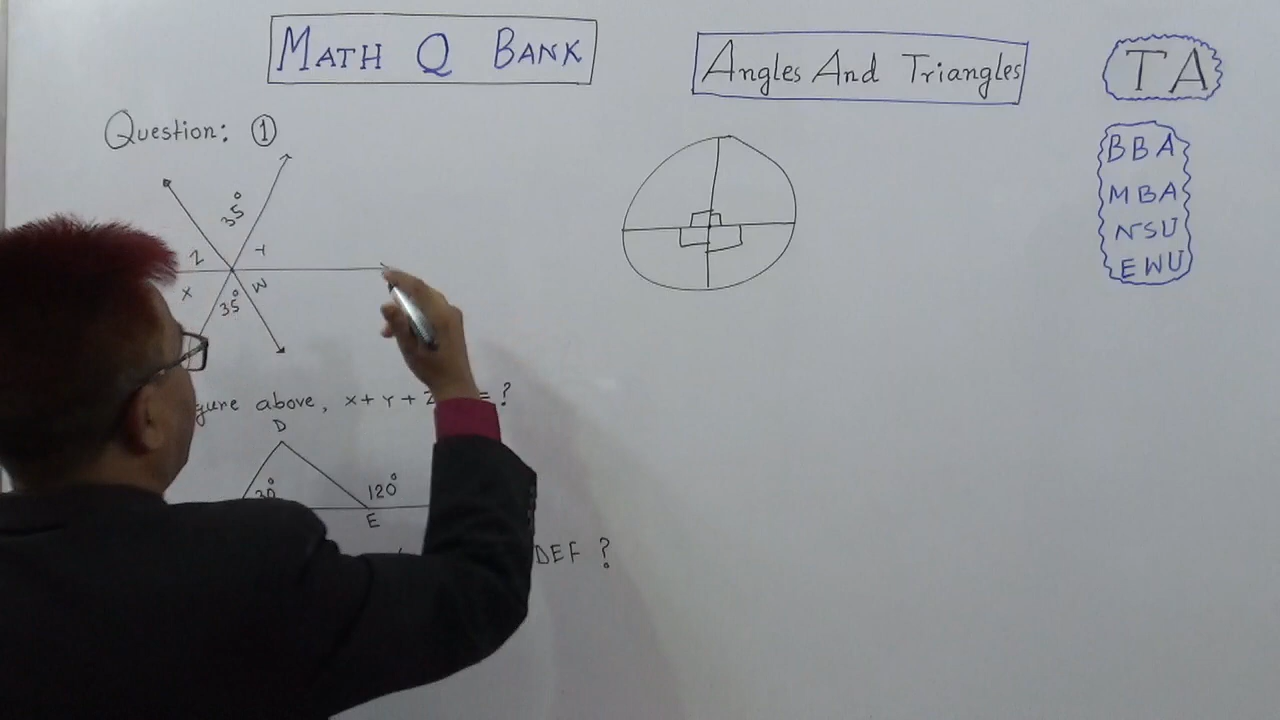 MATH Q BANK
Angles And Triangles
TA
BBA
MBA
NSU
EWU
Question: ①
35°
Z
Y
X
35°
W
gure above, X+Y+Z = ?
D
30°
120°
E
DEF ?